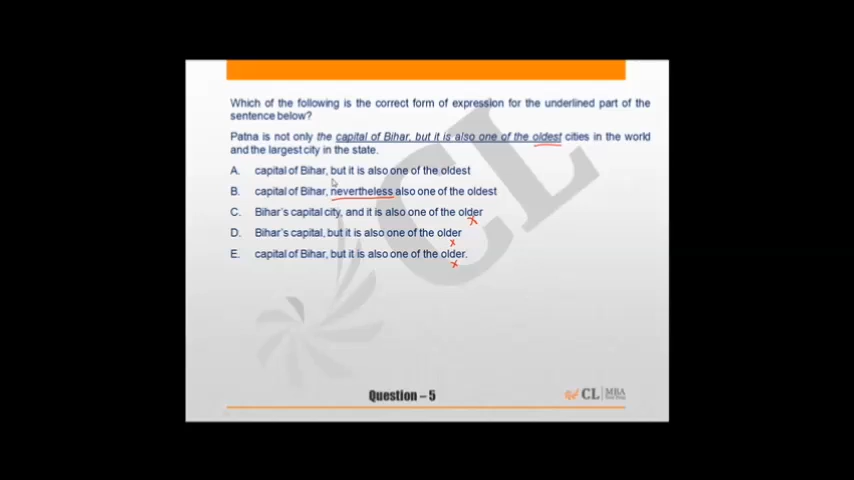 Which of the following is the correct form of expression for the underlined part of the
sentence below?
Patna is not only the capital of Bihar, but it is also one of the oldest cities in the world
and the largest city in the state.
A. capital of Bihar, but it is also one of the oldest
B. capital of Bihar, nevertheless also one of the oldest
C. Bihar's capital city, and it is also one of the older
D. Bihar's capital, but it is also one of the older
E. capital of Bihar, but it is also one of the older.
CL
Question – 5
CL MBA